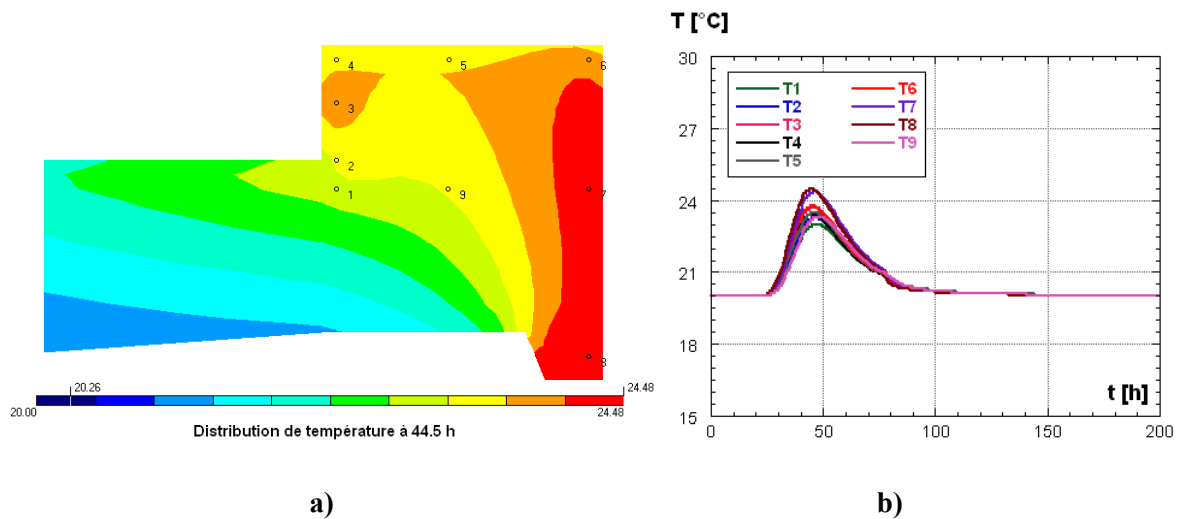 4
5
6
3
2
1
9
7
8
20.26
24.48
20.00
24.48
Distribution de température à 44.5 h
a)
T [°C]
30
27
24
21
18
15
T1
T6
T2
T7
T3
T8
T4
T9
T5
t [h]
0
50
100
150
200
b)